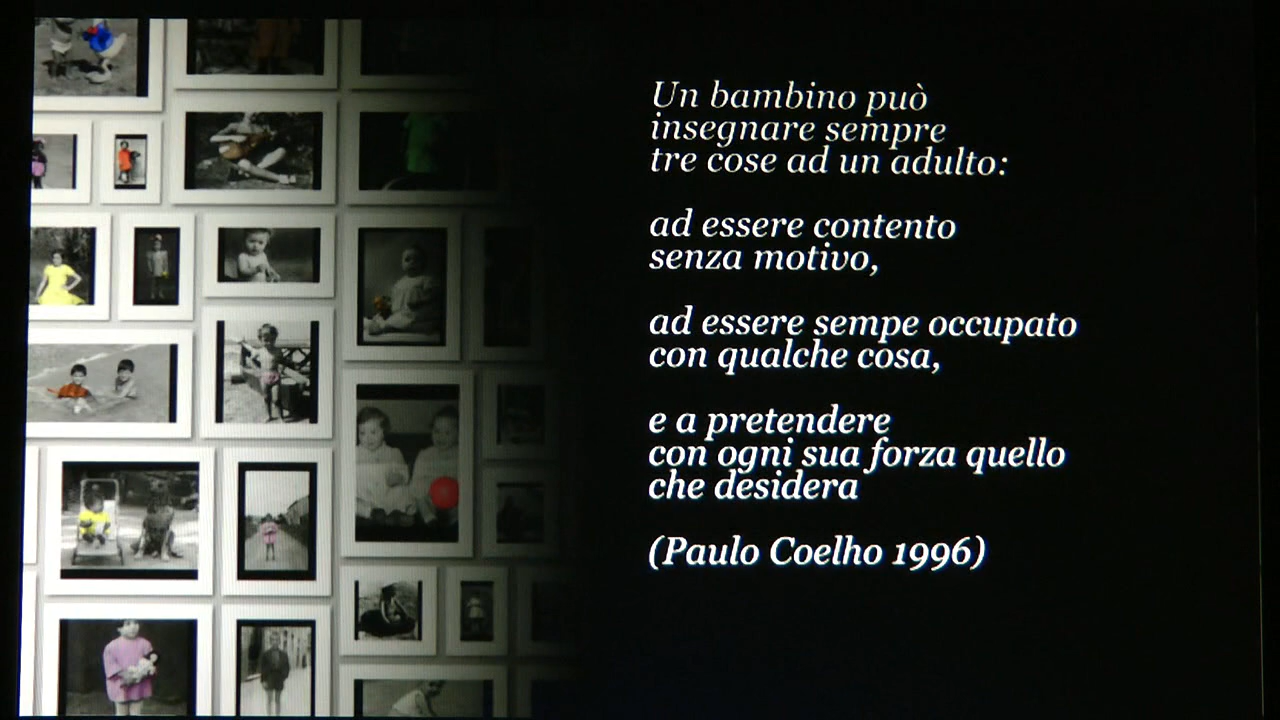 Un bambino può
insegnare sempre
tre cose ad un adulto:
ad essere contento
senza motivo,
ad essere sempe occupato
con qualche cosa,
e a pretendere
con ogni sua forza quello
che desidera
(Paulo Coelho 1996)